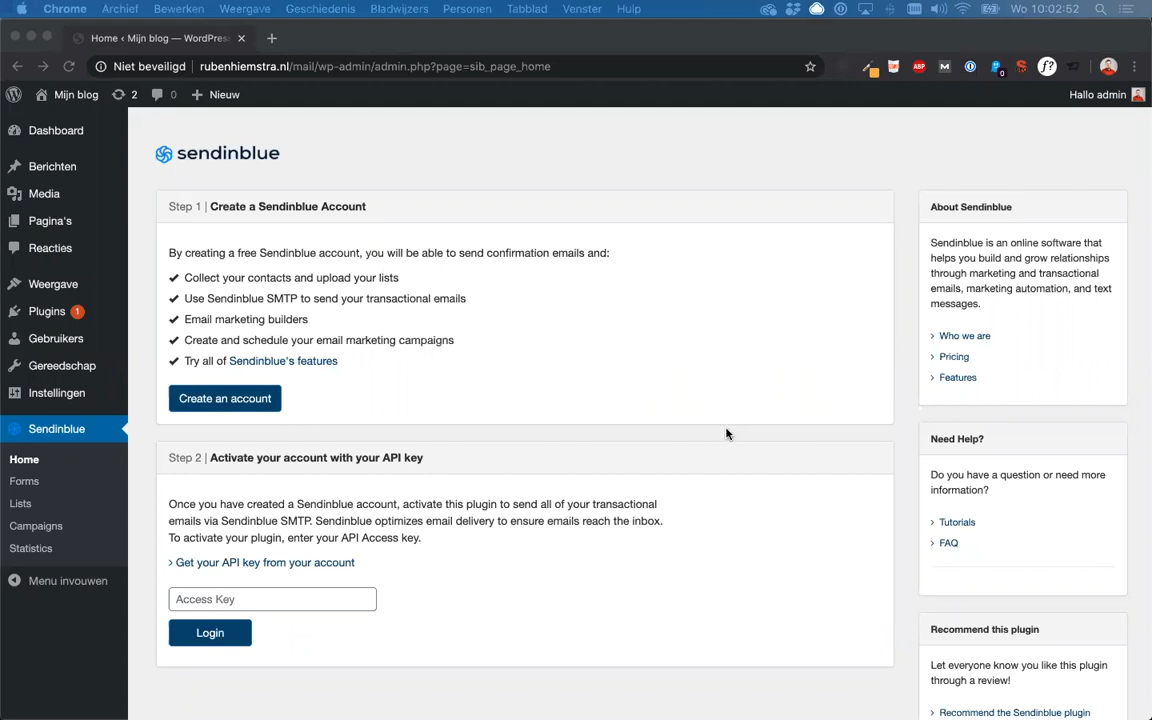 Chrome Archief Bewerken Weergave Geschiedenis Bladwijzers Personen Tabblad Venster Hulp Wo 10:02:52
Home ‹ Mijn blog — WordPres
Niet beveiligd rubenhiemstra.nl/mail/wp-admin/admin.php?page=sib_page_home ABP M 0 f?
Mijn blog 2 0 Nieuw Hallo admin
Dashboard
Berichten
Media
Pagina's
Reacties
Weergave
Plugins 1
Gebruikers
Gereedschap
Instellingen
Sendinblue
Home
Forms
Lists
Campaigns
Statistics
Menu invouwen
sendinblue
Step 1 | Create a Sendinblue Account
By creating a free Sendinblue account, you will be able to send confirmation emails and:
Collect your contacts and upload your lists
Use Sendinblue SMTP to send your transactional emails
Email marketing builders
Create and schedule your email marketing campaigns
Try all of Sendinblue's features
Create an account
Step 2 | Activate your account with your API key
Once you have created a Sendinblue account, activate this plugin to send all of your transactional
emails via Sendinblue SMTP. Sendinblue optimizes email delivery to ensure emails reach the inbox.
To activate your plugin, enter your API Access key.
Get your API key from your account
Access Key
Login
About Sendinblue
Sendinblue is an online software that
helps you build and grow relationships
through marketing and transactional
emails, marketing automation, and text
messages.
Who we are
Pricing
Features
Need Help?
Do you have a question or need more
information?
Tutorials
FAQ
Recommend this plugin
Let everyone know you like this plugin
through a review!
Recommend the Sendinblue plugin